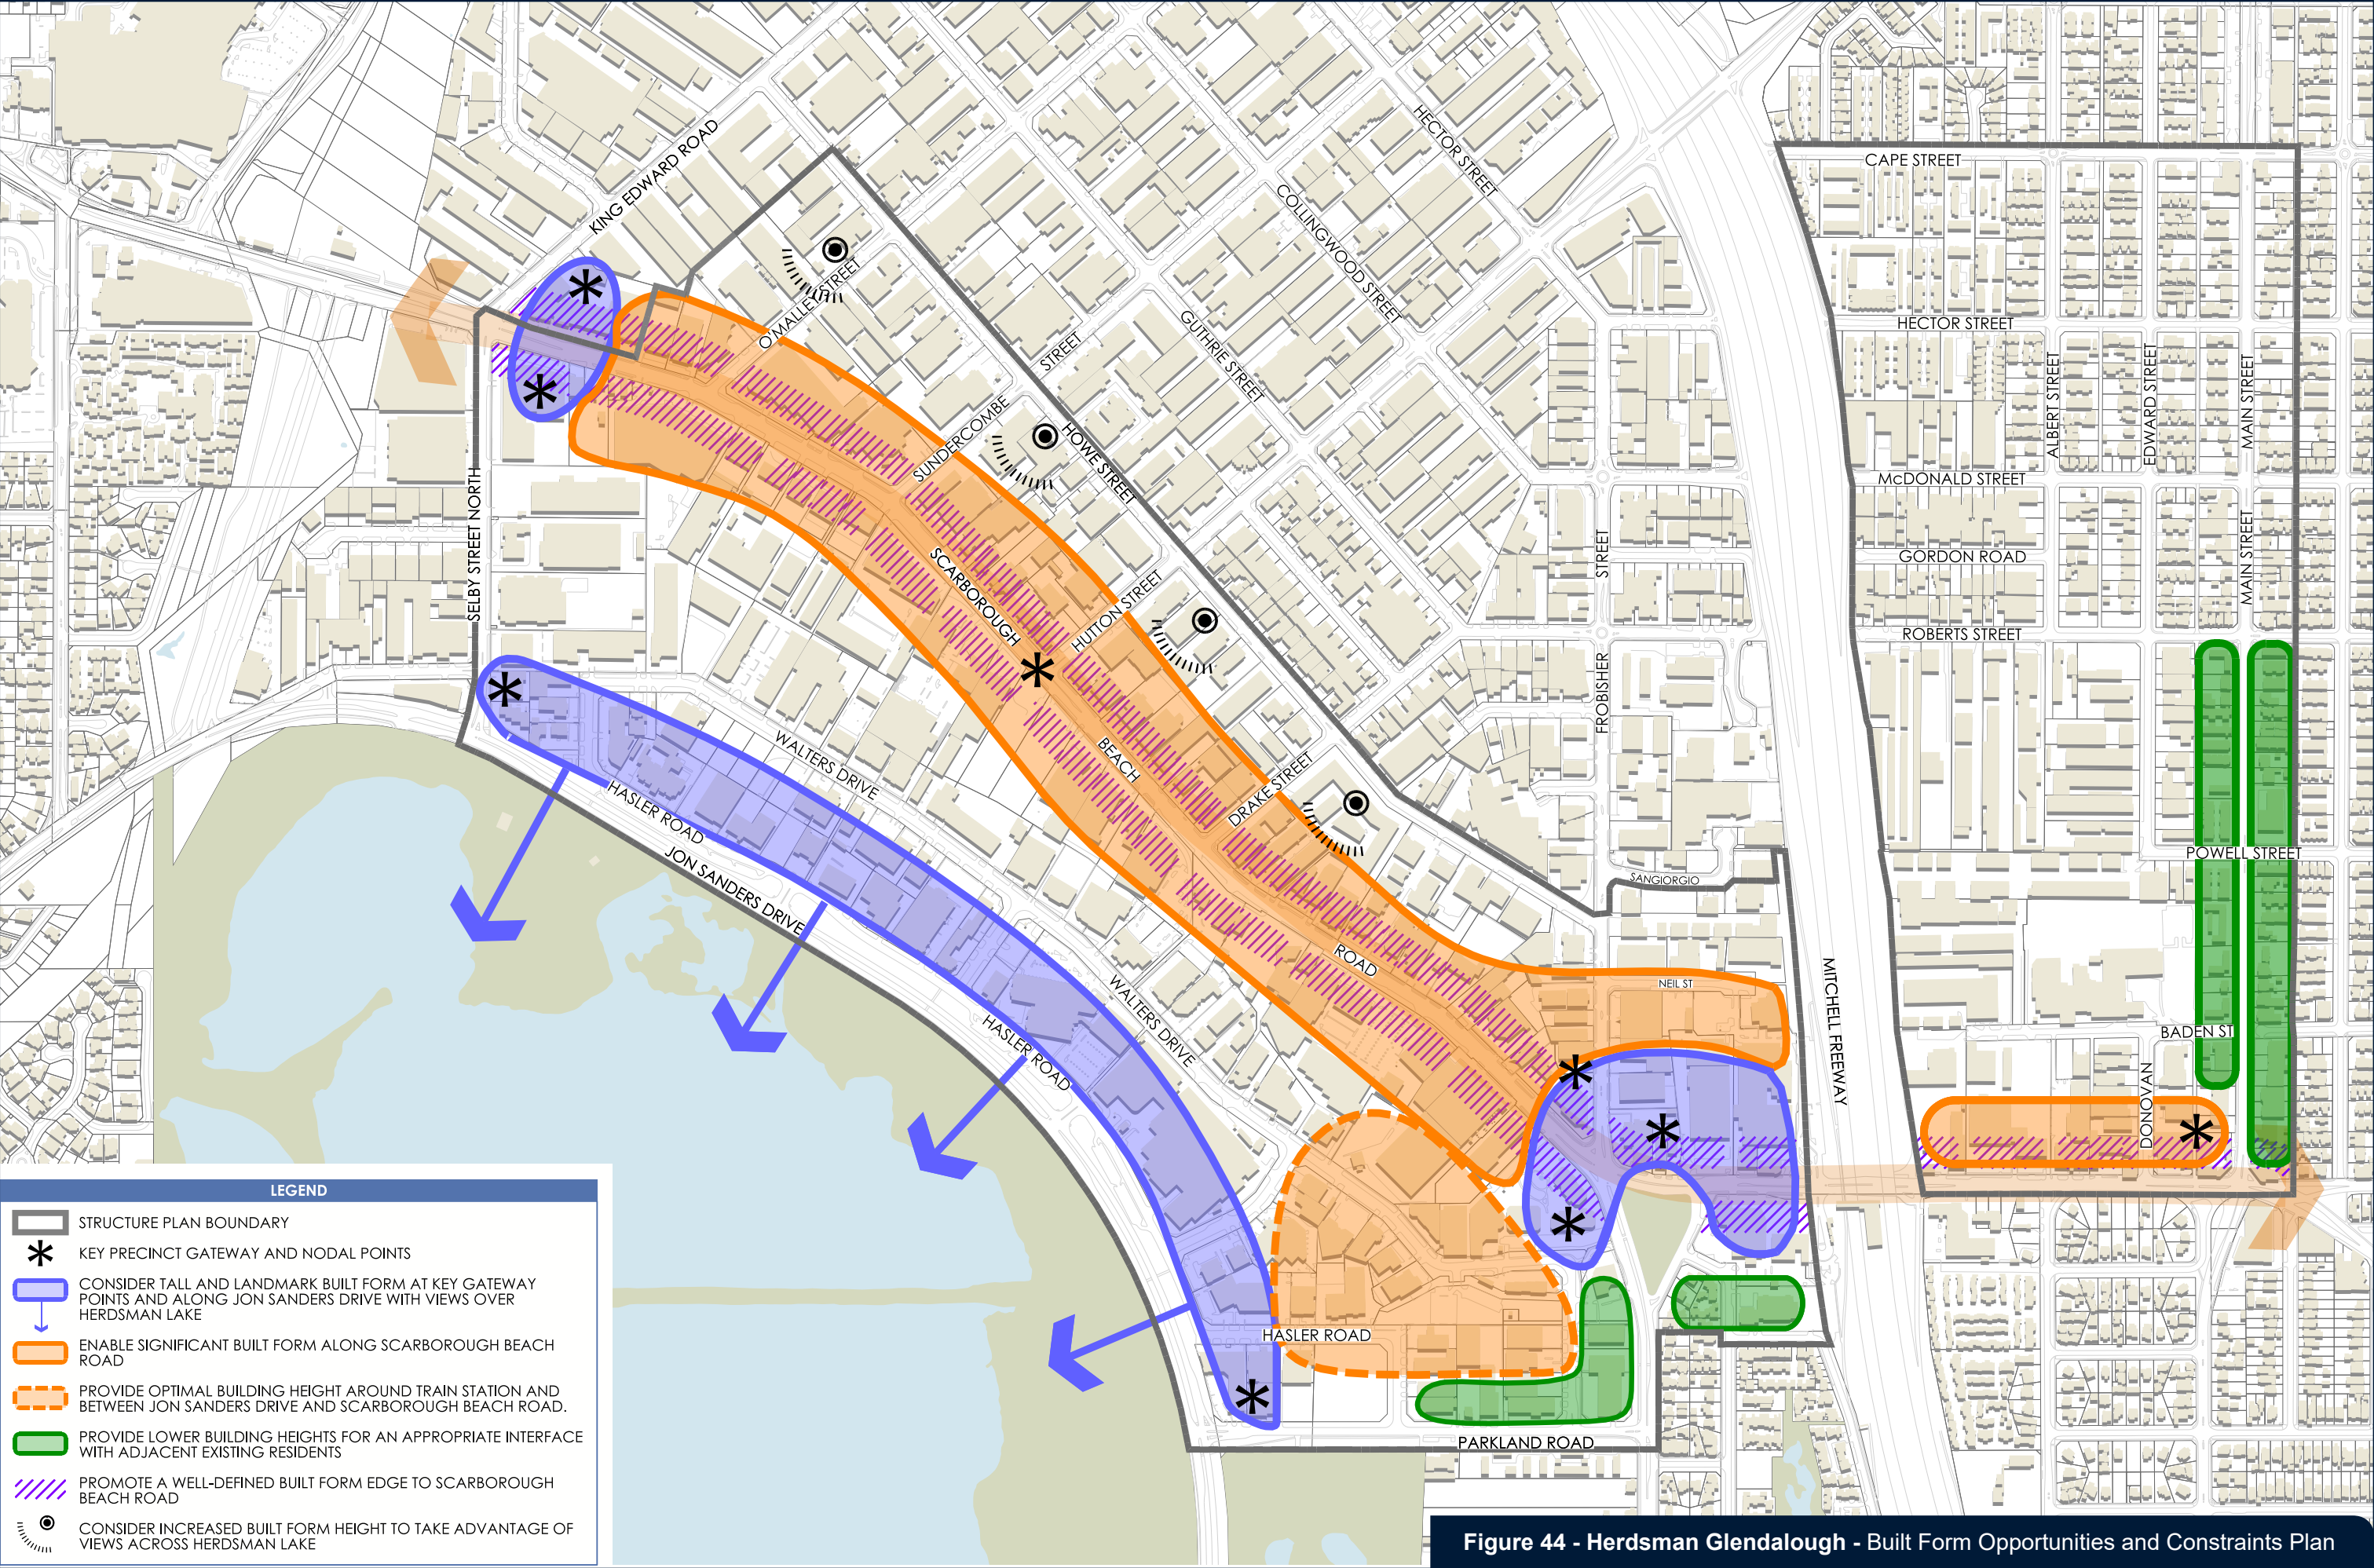 KING EDWARD ROAD
HECTOR STREET
COLLINGWOOD STREET
CAPE STREET
O'MALLEY STREET
GUTHRIE STREET
HECTOR STREET
STREET
SUNDERCOMBE
HOWE STREET
ALBERT STREET
EDWARD STREET
MAIN STREET
McDONALD STREET
SELBY STREET NORTH
SCARBOROUGH
HUTTON STREET
STREET
FROBISHER
GORDON ROAD
MAIN STREET
ROBERTS STREET
WALTERS DRIVE
BEACH
DRAKE STREET
HASLER ROAD
JON SANDERS DRIVE
SANGIORGIO
POWELL STREET
ROAD
NEIL ST
MITCHELL FREEWAY
WALTERS DRIVE
HASLER ROAD
BADEN ST
DONOVAN
HASLER ROAD
PARKLAND ROAD
LEGEND
STRUCTURE PLAN BOUNDARY
KEY PRECINCT GATEWAY AND NODAL POINTS
CONSIDER TALL AND LANDMARK BUILT FORM AT KEY GATEWAY
POINTS AND ALONG JON SANDERS DRIVE WITH VIEWS OVER
HERDSMAN LAKE
ENABLE SIGNIFICANT BUILT FORM ALONG SCARBOROUGH BEACH
ROAD
PROVIDE OPTIMAL BUILDING HEIGHT AROUND TRAIN STATION AND
BETWEEN JON SANDERS DRIVE AND SCARBOROUGH BEACH ROAD.
PROVIDE LOWER BUILDING HEIGHTS FOR AN APPROPRIATE INTERFACE
WITH ADJACENT EXISTING RESIDENTS
PROMOTE A WELL-DEFINED BUILT FORM EDGE TO SCARBOROUGH
BEACH ROAD
CONSIDER INCREASED BUILT FORM HEIGHT TO TAKE ADVANTAGE OF
VIEWS ACROSS HERDSMAN LAKE
Figure 44 - Herdsman Glendalough - Built Form Opportunities and Constraints Plan